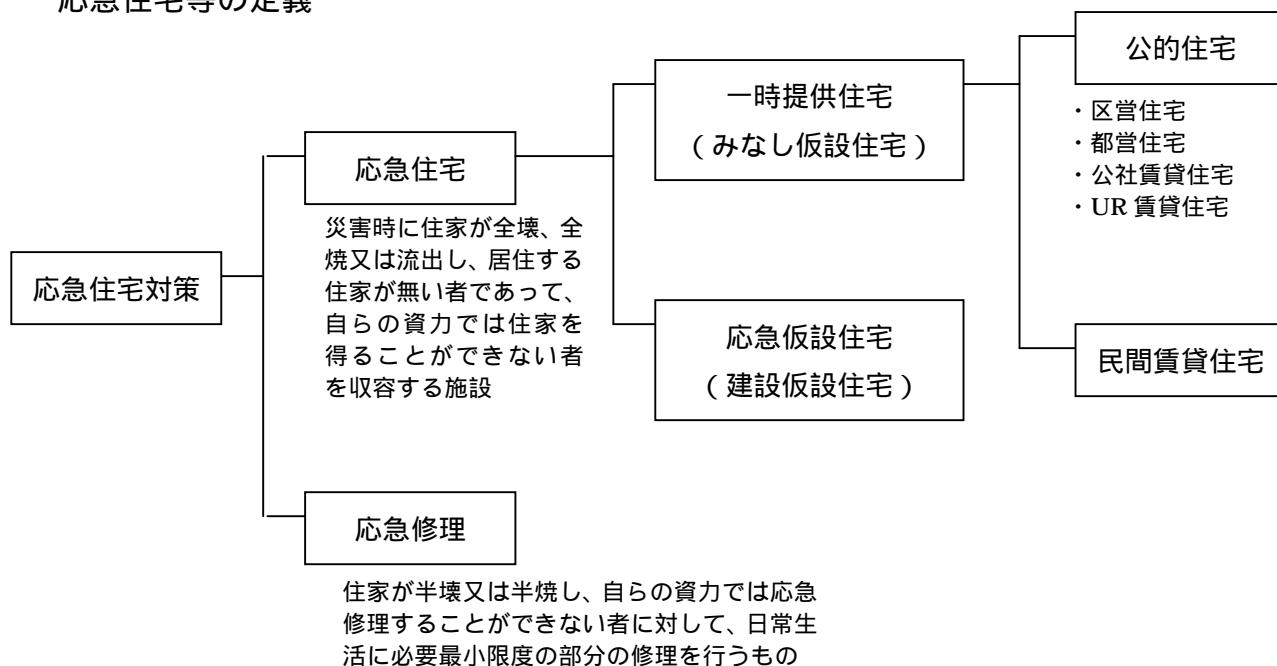 応急住宅等の定義
公的住宅
・区営住宅
・都営住宅
・公社賃貸住宅
・UR 賃貸住宅
一時提供住宅
(みなし仮設住宅)
応急住宅
災害時に住家が全壊、全
焼又は流出し、居住する
住家が無い者であって、
自らの資力では住家を
得ることができない者
を収容する施設
応急住宅対策
応急仮設住宅
(建設仮設住宅)
民間賃貸住宅
応急修理
住家が半壊又は半焼し、自らの資力では応急
修理することができない者に対して、日常生
活に必要最小限度の部分の修理を行うもの